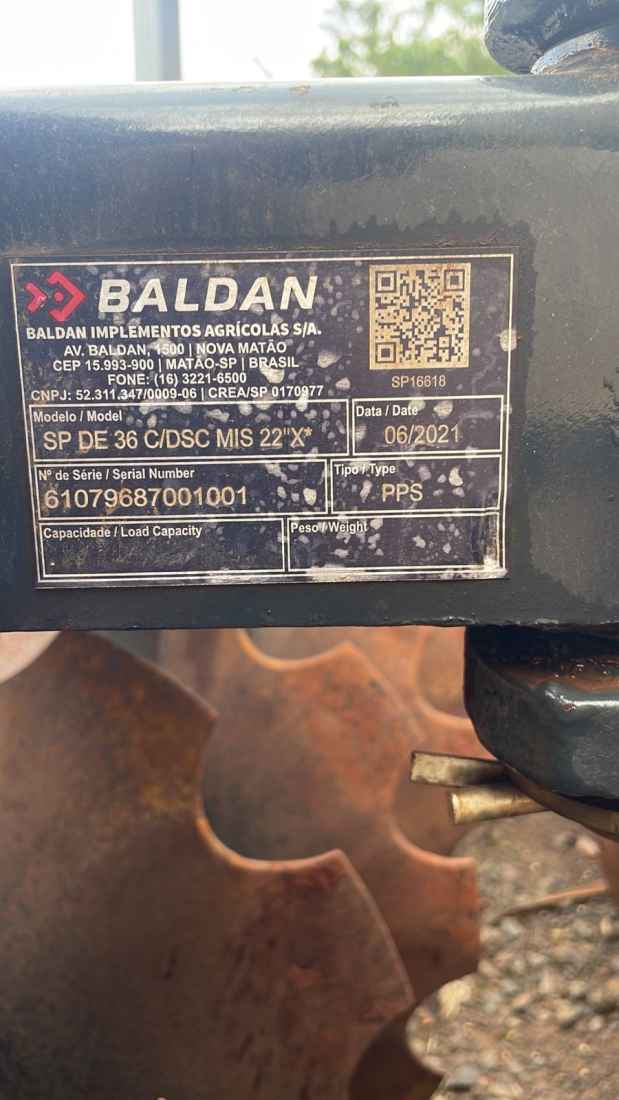 BALDAN
BALDAN IMPLEMENTOS AGRÍCOLAS S/A.
AV. BALDAN, 1500 | NOVA MATÃO
CEP 15.993-900 | MATÃO-SP | BRASIL
FONE: (16) 3221-6500
CNPJ: 52.311.347/0009-06 | CREA/SP 0170977
SP16618
Modelo / Model
SP DE 36 C/DSC MIS 22"X*
Data / Date
06/2021
Nº de Série / Serial Number
61079687001001
Tipo / Type
PPS
Capacidade / Load Capacity
Peso / Weight